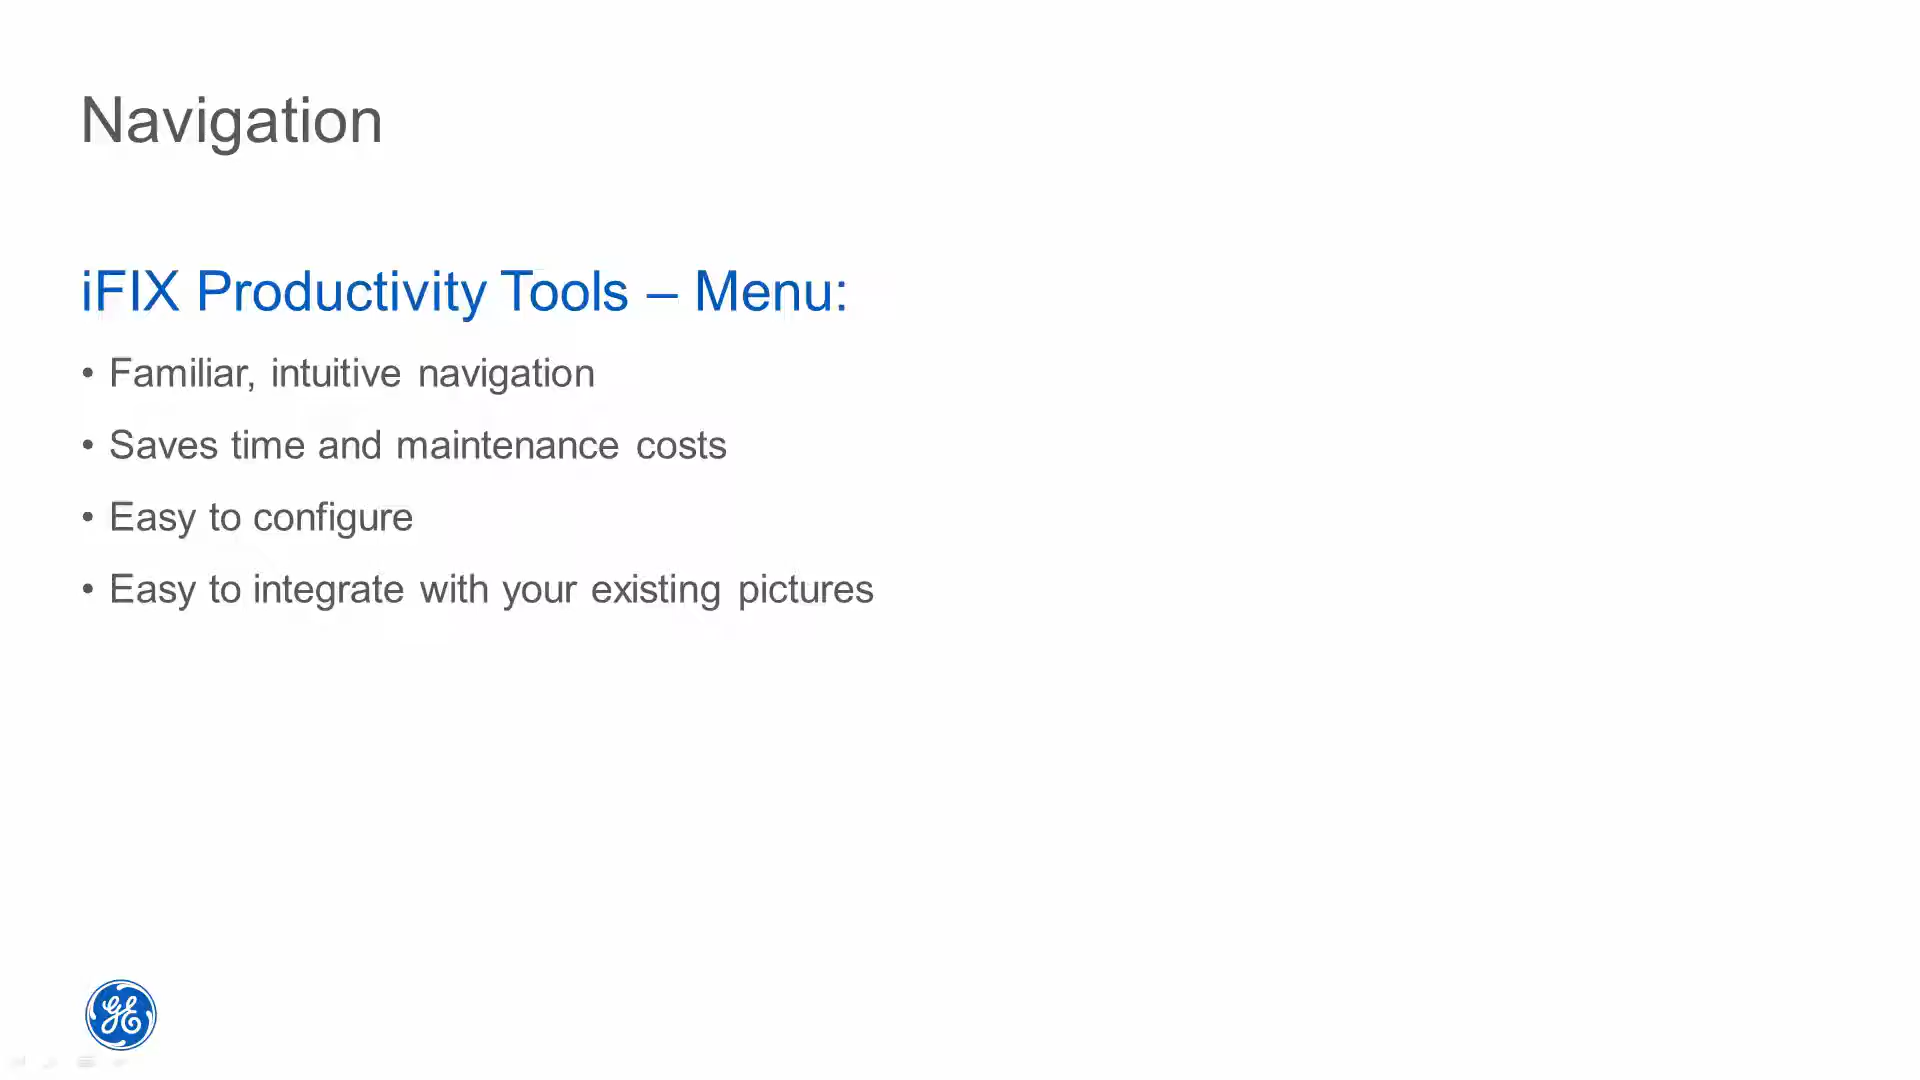 Navigation
iFIX Productivity Tools – Menu:
• Familiar, intuitive navigation
• Saves time and maintenance costs
• Easy to configure
• Easy to integrate with your existing pictures
GE